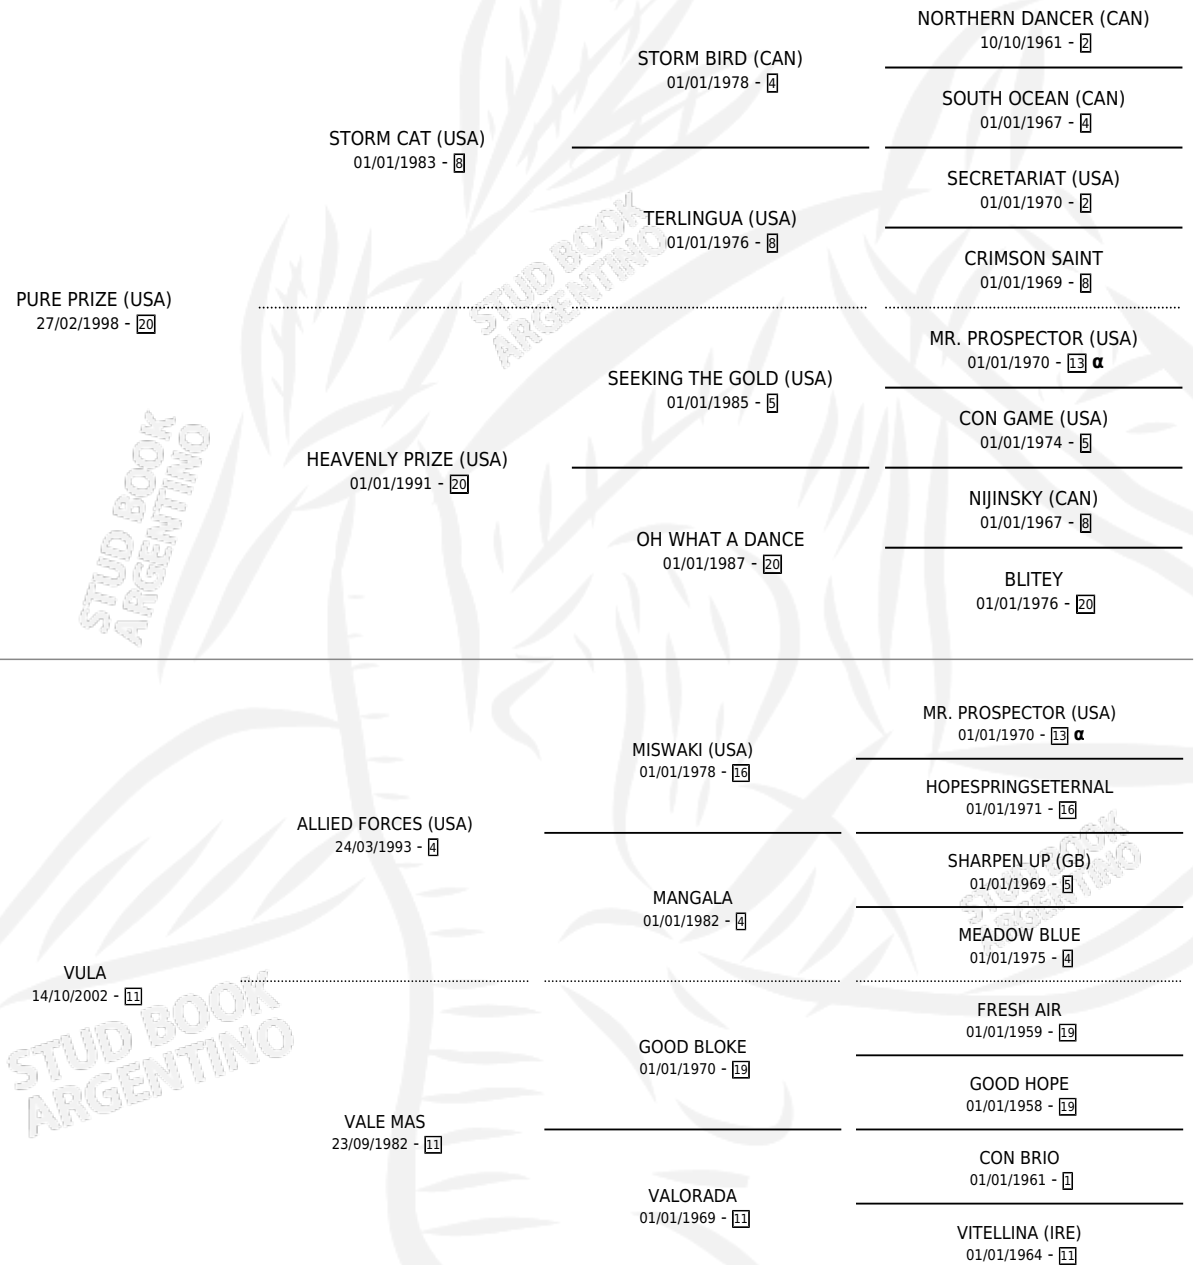 NORTHERN DANCER (CAN)
10/10/1961 - 2
STORM BIRD (CAN)
01/01/1978 - 4
SOUTH OCEAN (CAN)
01/01/1967 - 4
STORM CAT (USA)
01/01/1983 - 8
SECRETARIAT (USA)
01/01/1970 - 2
TERLINGUA (USA)
01/01/1976 - 8
CRIMSON SAINT
01/01/1969 - 8
PURE PRIZE (USA)
27/02/1998 - 20
STUD BOOK
ARGENTINO
MR. PROSPECTOR (USA)
01/01/1970 - 13 α
SEEKING THE GOLD (USA)
01/01/1985 - 5
CON GAME (USA)
01/01/1974 - 5
HEAVENLY PRIZE (USA)
01/01/1991 - 20
NIJINSKY (CAN)
01/01/1967 - 8
OH WHAT A DANCE
01/01/1987 - 20
BLITEY
01/01/1976 - 20
STUD BOOK
ARGENTINO
MR. PROSPECTOR (USA)
01/01/1970 - 13 α
MISWAKI (USA)
01/01/1978 - 16
HOPESPRINGSETERNAL
01/01/1971 - 16
ALLIED FORCES (USA)
24/03/1993 - 4
SHARPEN UP (GB)
01/01/1969 - 5
MANGALA
01/01/1982 - 4
MEADOW BLUE
01/01/1975 - 4
STUD BOOK
ARGENTINO
VULA
14/10/2002 - 11
FRESH AIR
01/01/1959 - 19
GOOD BLOKE
01/01/1970 - 19
GOOD HOPE
01/01/1958 - 19
STUD BOOK
ARGENTINO
VALE MAS
23/09/1982 - 11
CON BRIO
01/01/1961 - 1
VALORADA
01/01/1969 - 11
VITELLINA (IRE)
01/01/1964 - 11